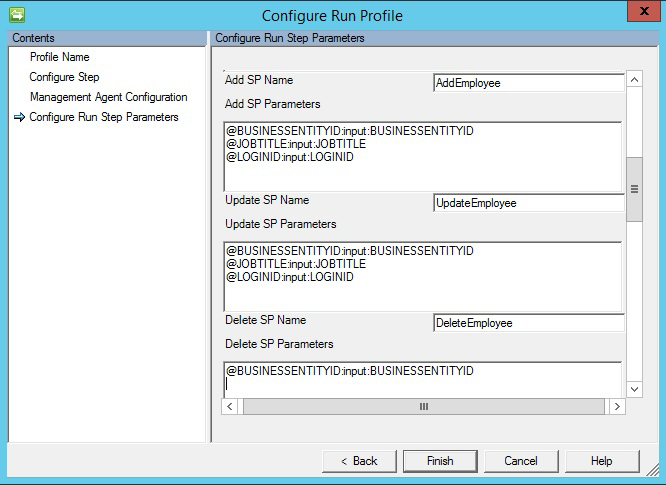 Configure Run Profile
x
Contents
Profile Name
Configure Step
Management Agent Configuration
Configure Run Step Parameters
Configure Run Step Parameters
Add SP Name
AddEmployee
Add SP Parameters
@BUSINESSENTITYID:input:BUSINESSENTITYID
@JOBTITLE:input:JOBTITLE
@LOGINID:input:LOGINID
Update SP Name
UpdateEmployee
Update SP Parameters
@BUSINESSENTITYID:input:BUSINESSENTITYID
@JOBTITLE:input:JOBTITLE
@LOGINID:input:LOGINID
Delete SP Name
DeleteEmployee
Delete SP Parameters
@BUSINESSENTITYID:input:BUSINESSENTITYID
< Back
Finish
Cancel
Help